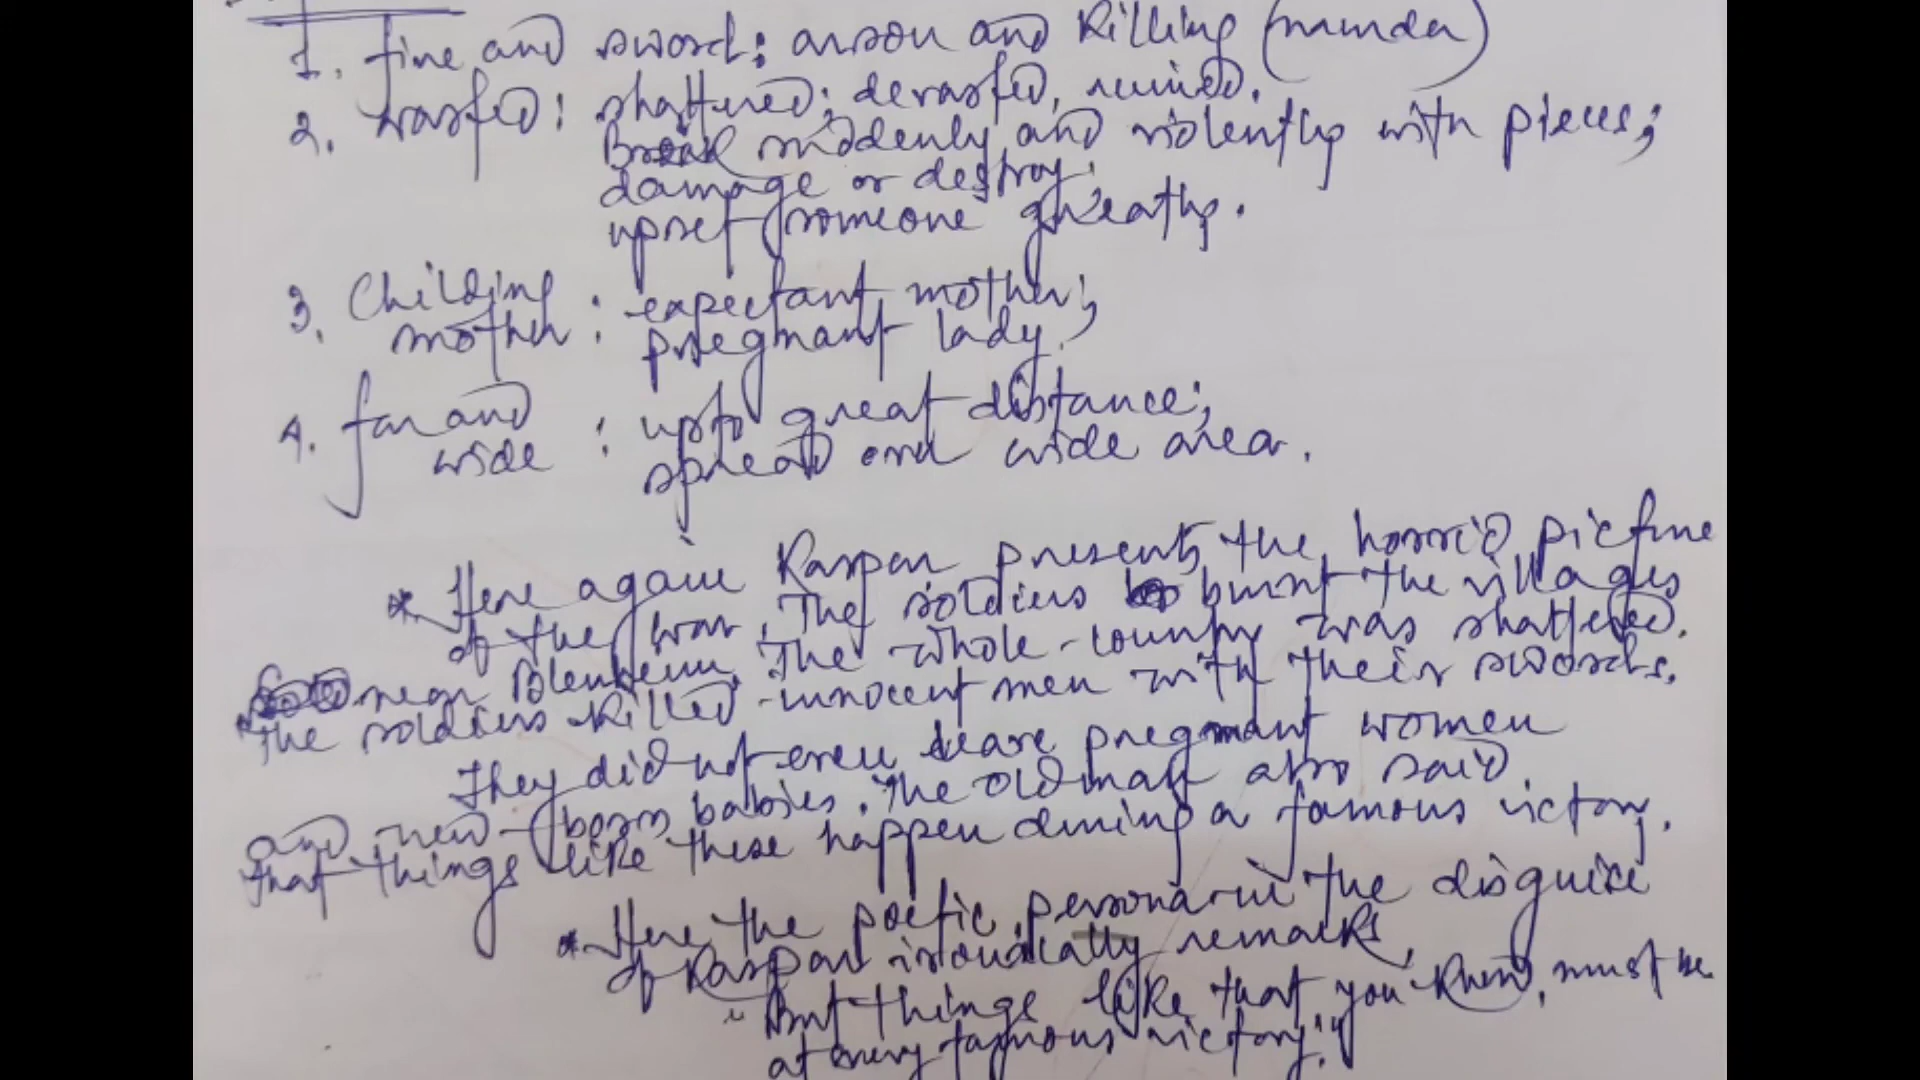 1. fire and sword: arson and killing (murder)
2. wasted: shattered; devasted, ruined.
Break suddenly and violently with pieces;
damage or destroy;
upset someone greatly.
3. Childing
mother : expectant mother;
pregnant lady.
4. far and
wide : upto great distance;
spread and wide area.
* Here again Kaspar presents the horrid picture
of the war. The soldiers burnt the villages
near Blenheim. The whole country was shattered.
The soldiers killed innocent men with their swords.
They did not even leave pregnant women
and new-born babies. The old man also said
that things like these happen during a famous victory.
* Here the poetic persona in the disguise
of Kaspar ironically remarks,
"But things like that you know, must be
at every famous victory."